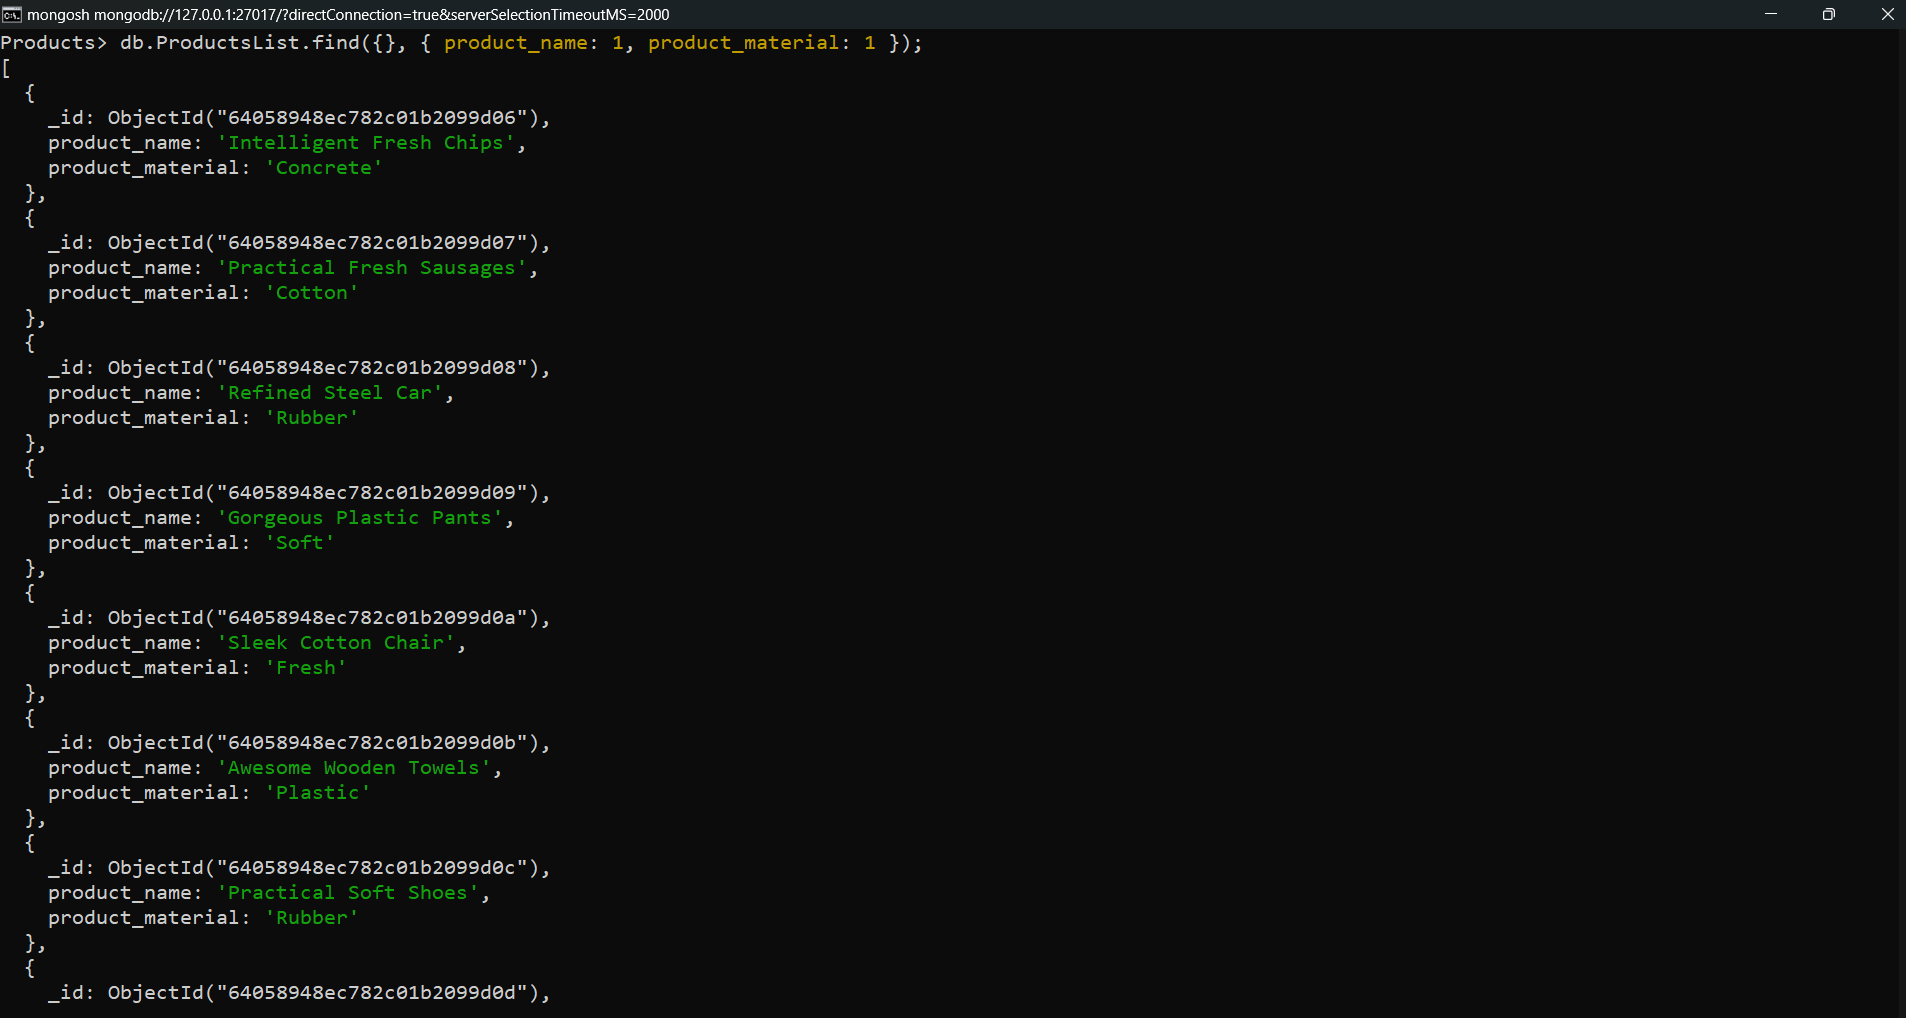 mongosh mongodb://127.0.0.1:27017/?directConnection=true&serverSelectionTimeoutMS=2000
Products> db.ProductsList.find({}, { product_name: 1, product_material: 1 });
[
  {
    _id: ObjectId("64058948ec782c01b2099d06"),
    product_name: 'Intelligent Fresh Chips',
    product_material: 'Concrete'
  },
  {
    _id: ObjectId("64058948ec782c01b2099d07"),
    product_name: 'Practical Fresh Sausages',
    product_material: 'Cotton'
  },
  {
    _id: ObjectId("64058948ec782c01b2099d08"),
    product_name: 'Refined Steel Car',
    product_material: 'Rubber'
  },
  {
    _id: ObjectId("64058948ec782c01b2099d09"),
    product_name: 'Gorgeous Plastic Pants',
    product_material: 'Soft'
  },
  {
    _id: ObjectId("64058948ec782c01b2099d0a"),
    product_name: 'Sleek Cotton Chair',
    product_material: 'Fresh'
  },
  {
    _id: ObjectId("64058948ec782c01b2099d0b"),
    product_name: 'Awesome Wooden Towels',
    product_material: 'Plastic'
  },
  {
    _id: ObjectId("64058948ec782c01b2099d0c"),
    product_name: 'Practical Soft Shoes',
    product_material: 'Rubber'
  },
  {
    _id: ObjectId("64058948ec782c01b2099d0d"),